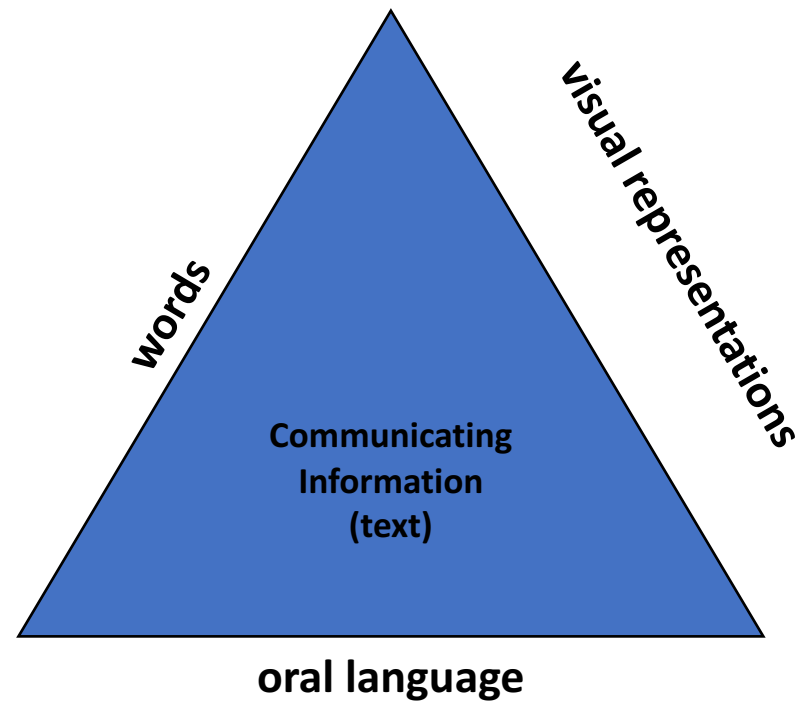 visual representations
words
Communicating
Information
(text)
oral language